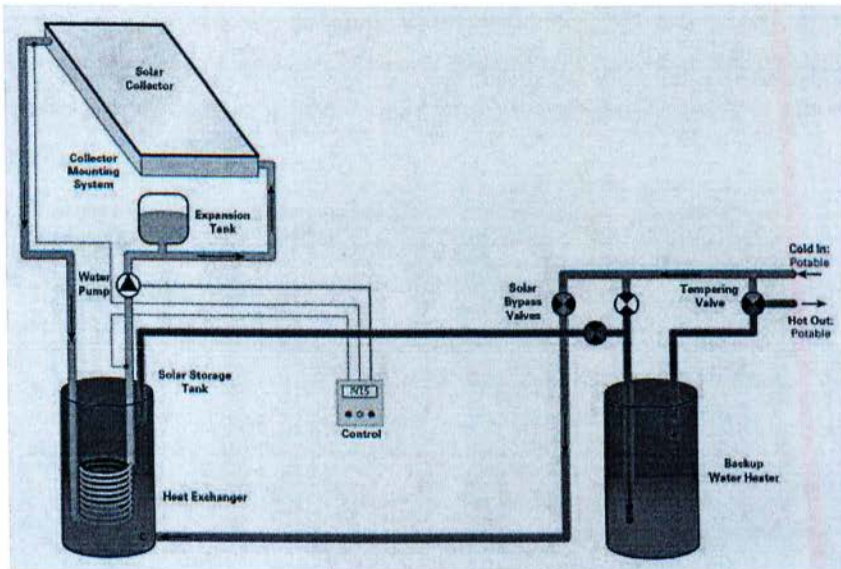 Solar
Collector
Collector
Mounting
System
Expansion
Tank
Water
Pump
Cold In:
Potable
Solar
Bypass
Valves
Tempering
Valve
Hot Out:
Potable
Solar Storage
Tank
Control
Heat Exchanger
Backup
Water Heater